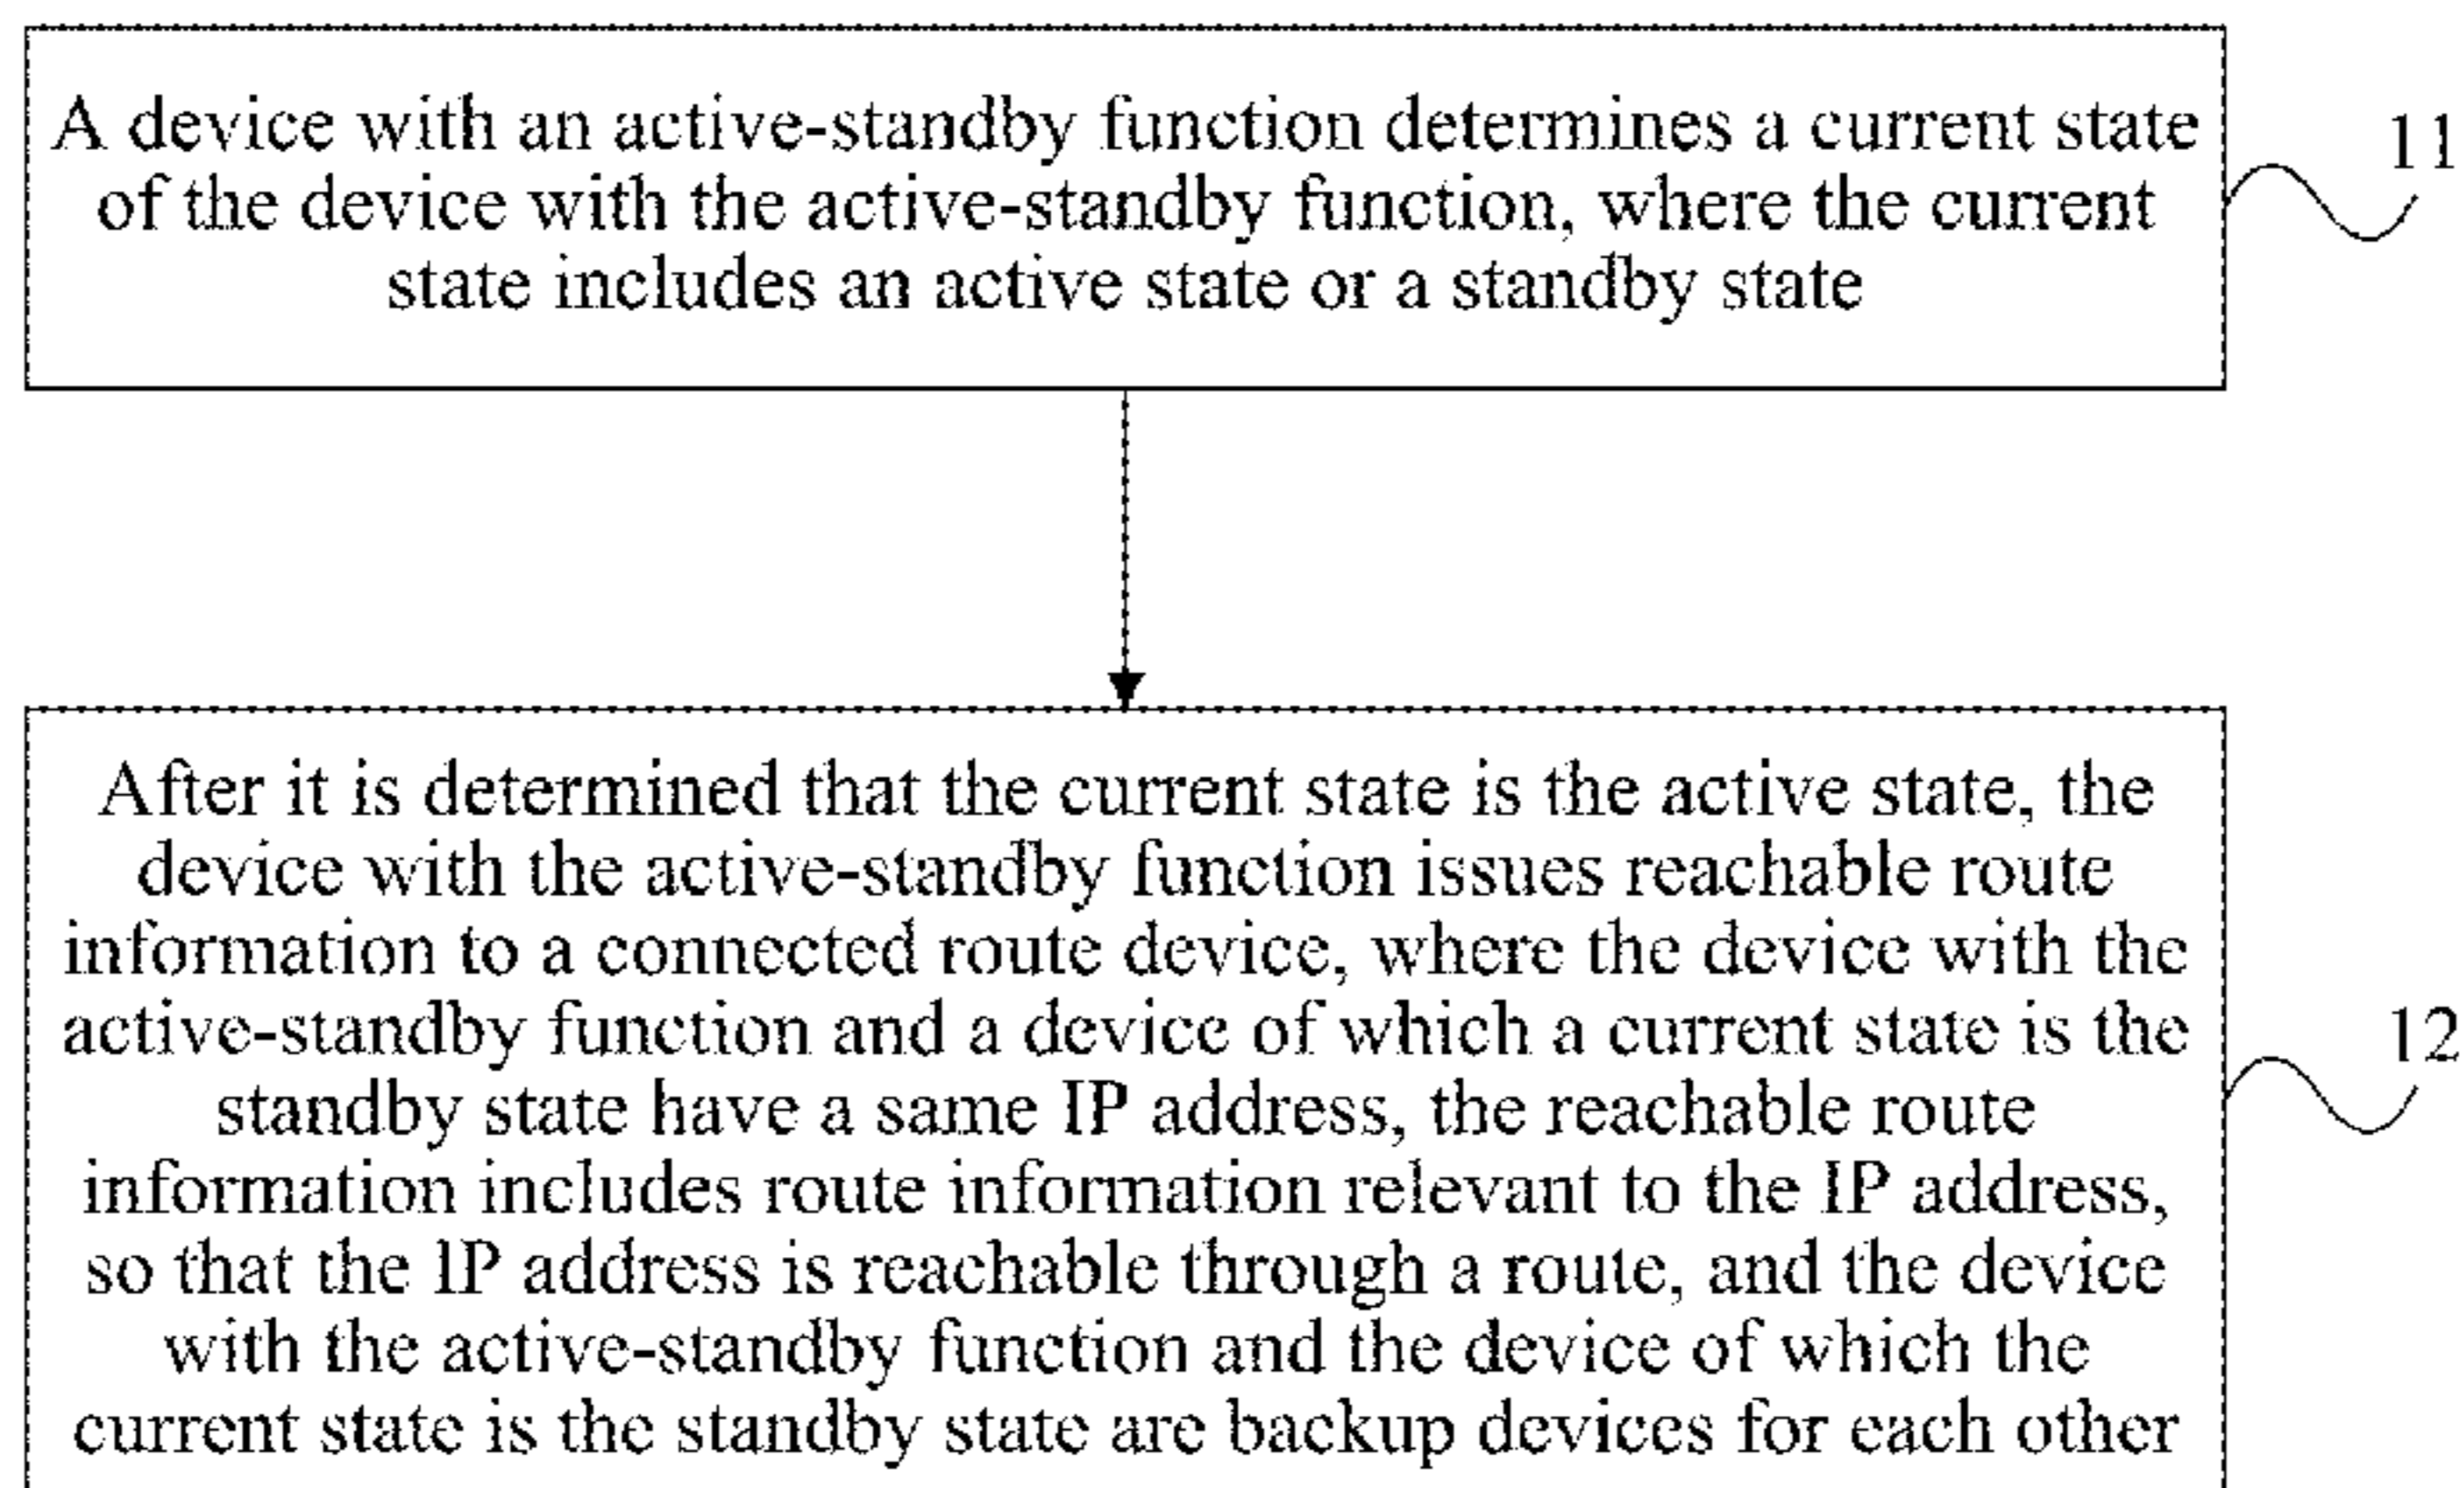 A device with an active-standby function determines a current state
of the device with the active-standby function, where the current
state includes an active state or a standby state
11
After it is determined that the current state is the active state, the
device with the active-standby function issues reachable route
information to a connected route device, where the device with the
active-standby function and a device of which a current state is the
standby state have a same IP address, the reachable route
information includes route information relevant to the IP address,
so that the IP address is reachable through a route, and the device
with the active-standby function and the device of which the
current state is the standby state are backup devices for each other
12